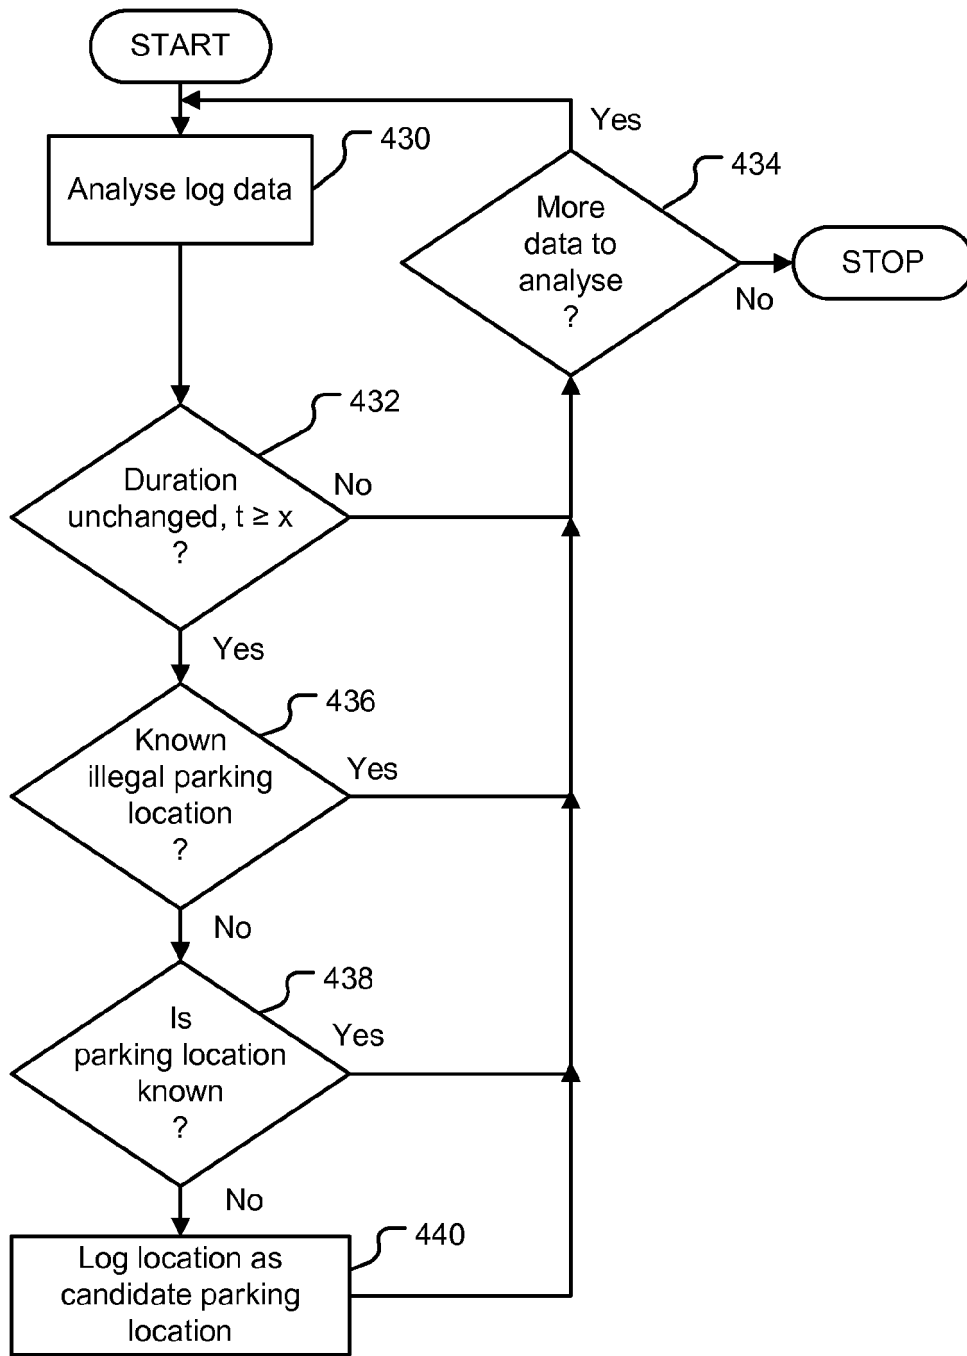 START
Yes
430
Analyse log data
434
More
data to
analyse
?
STOP
No
432
Duration
unchanged, t ≥ x
?
No
Yes
436
Known
illegal parking
location
?
Yes
No
438
Is
parking location
known
?
Yes
No
440
Log location as
candidate parking
location